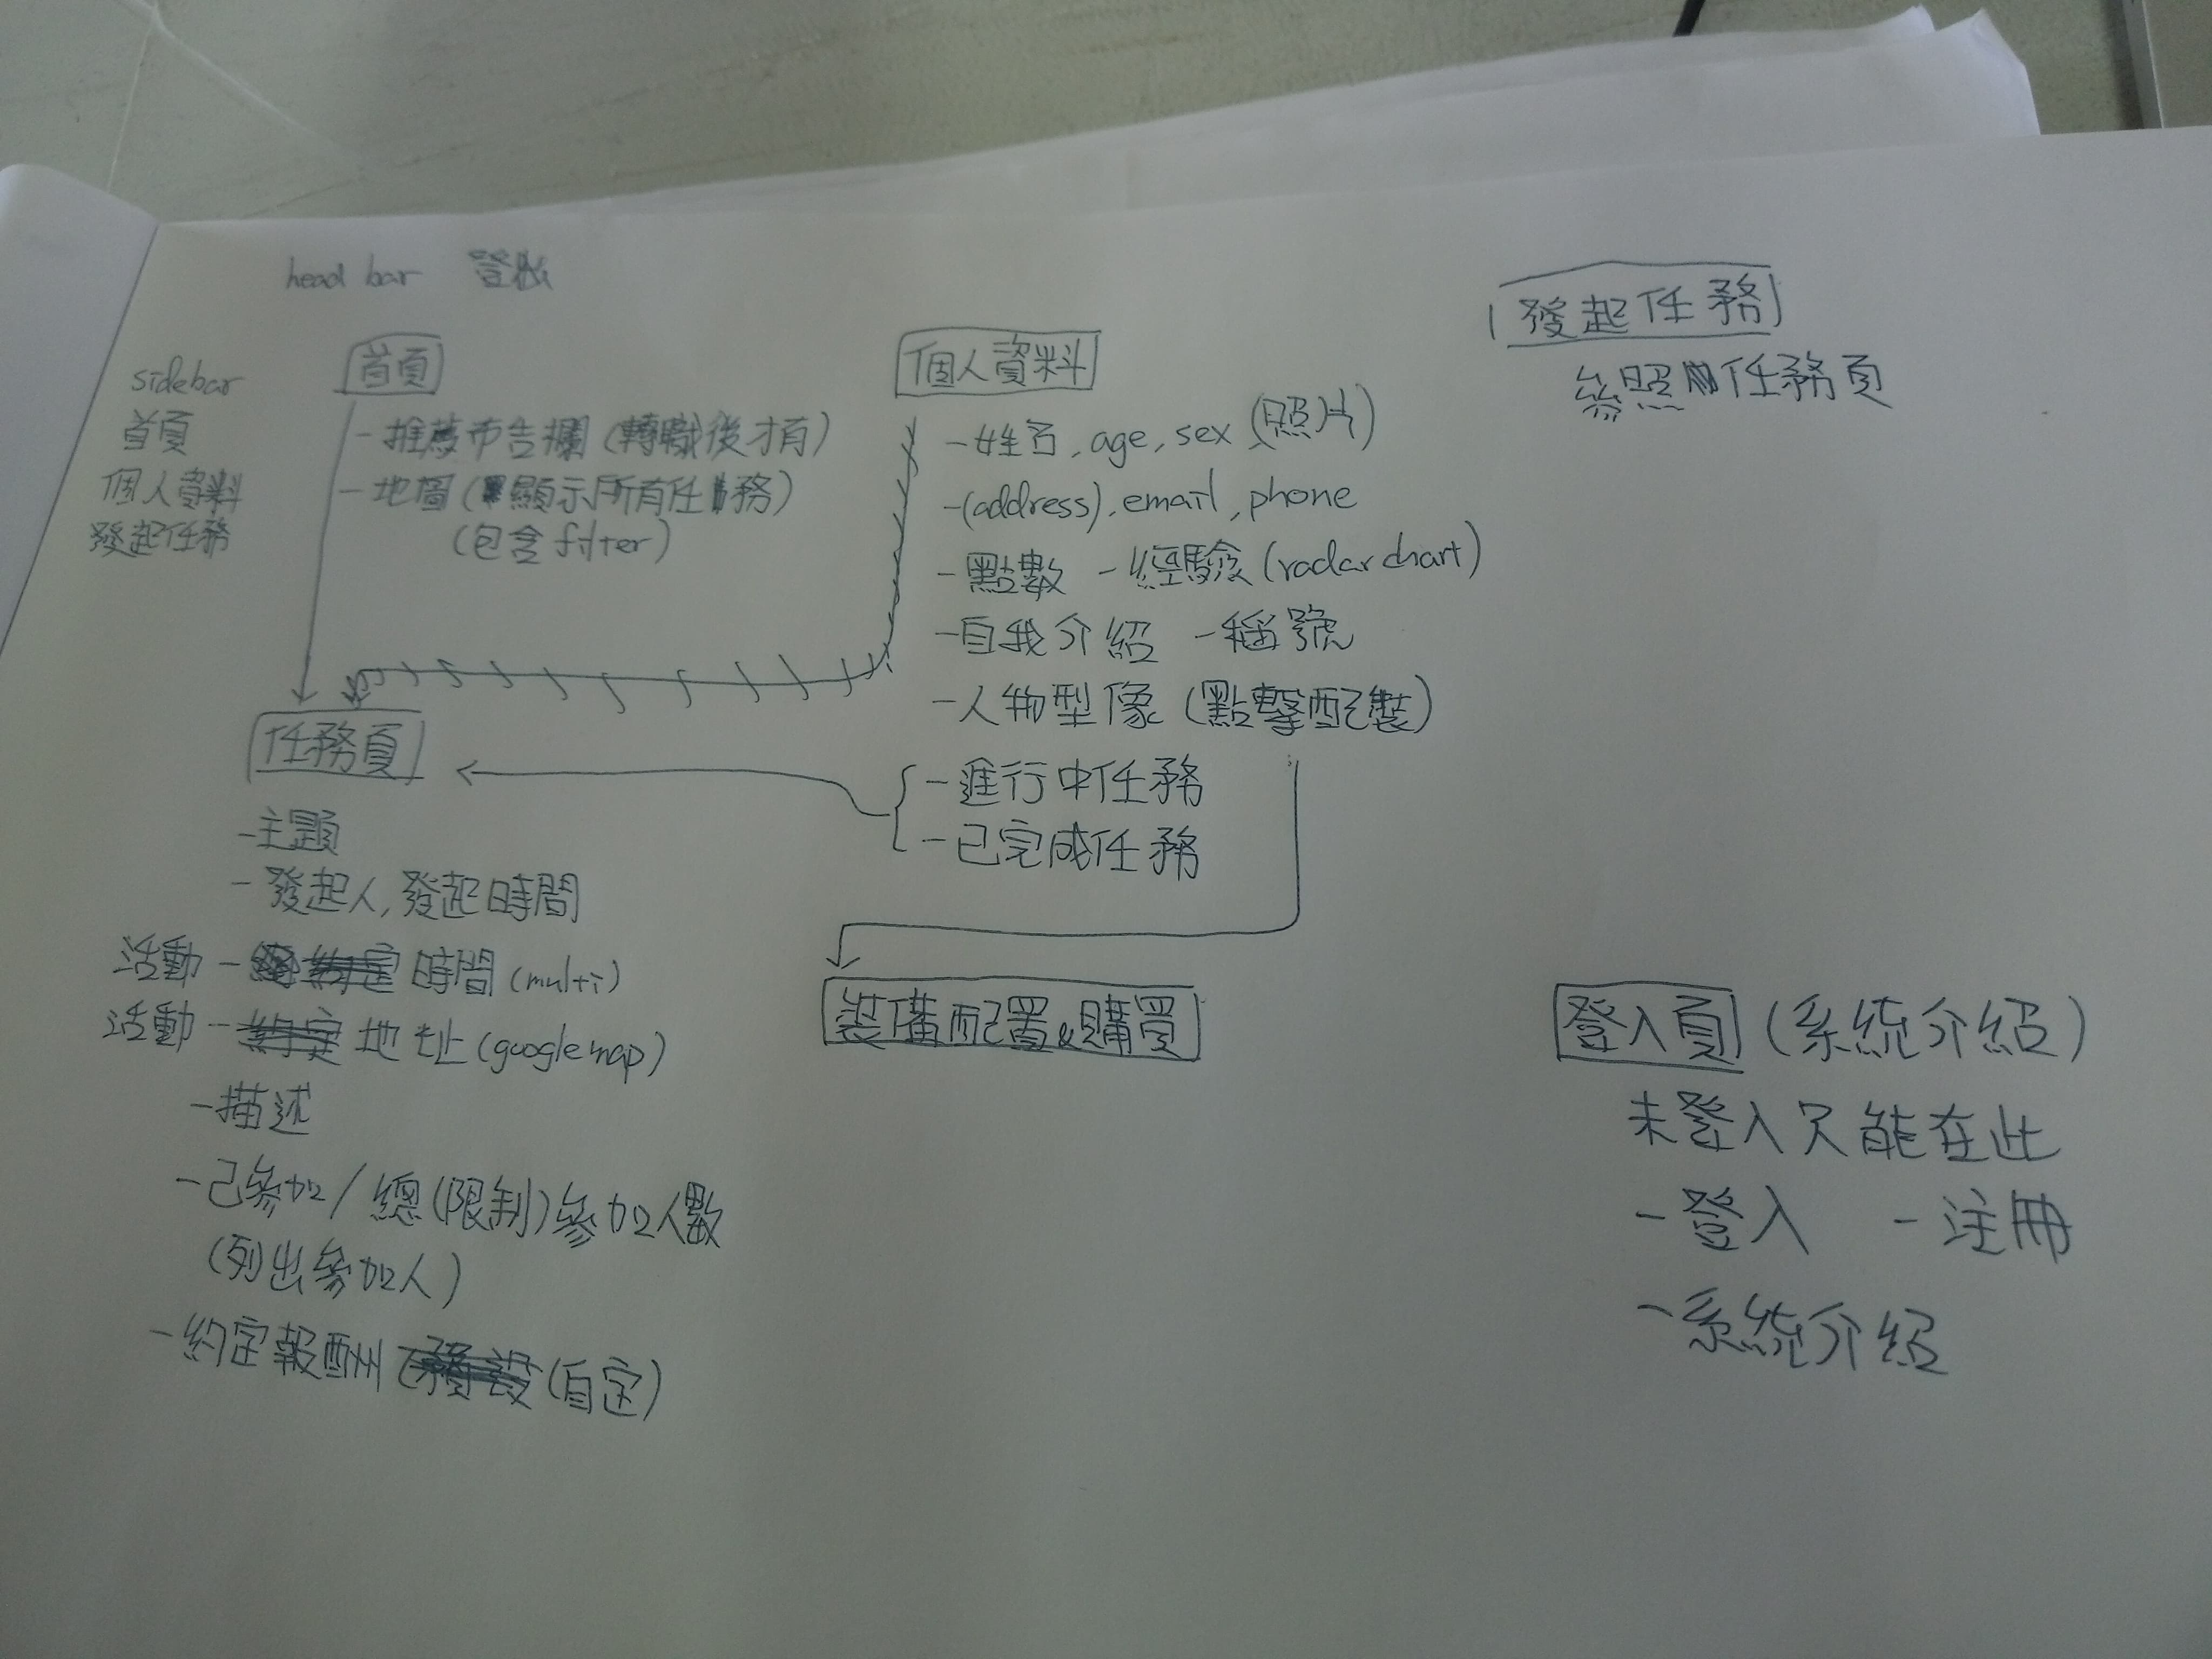 head bar 登出
sidebar
首頁
個人資料
發起任務
首頁
-推薦布告欄(轉職後才有)
-地圖(顯示所有任務)
(包含filter)
個人資料
-姓名,age,sex,(照片)
-(address),email,phone
-點數 -經驗(radar chart)
-自我介紹 -稱號
-人物型像(點擊配裝)
-進行中任務
-已完成任務
發起任務
參照任務頁
任務頁
-主題
-發起人,發起時間
活動-時間(multi)
活動-約定地址(googlemap)
-描述
-已參加/總(限制)參加人數
(列出參加人)
-約定報酬(自定)
裝備配置&購買
登入頁(系統介紹)
未登入只能在此
-登入 -注冊
-系統介紹